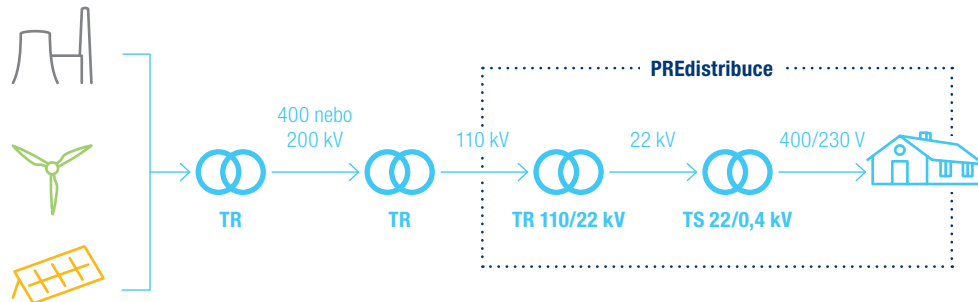 PREdistribuce
400 nebo
200 kV
110 kV
22 kV
400/230 V
TR
TR
TR 110/22 kV
TS 22/0,4 kV